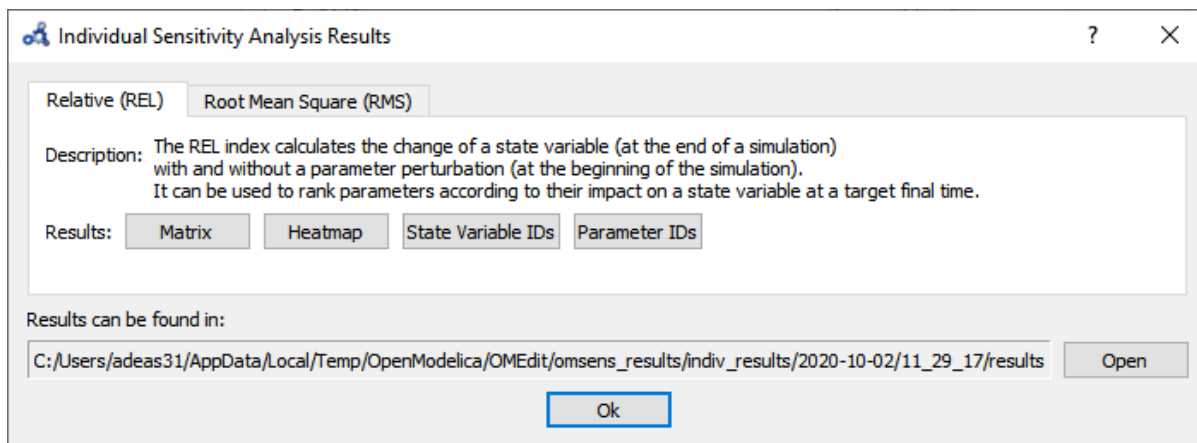 Individual Sensitivity Analysis Results ? ×
Relative (REL) Root Mean Square (RMS)
Description: The REL index calculates the change of a state variable (at the end of a simulation)
with and without a parameter perturbation (at the beginning of the simulation).
It can be used to rank parameters according to their impact on a state variable at a target final time.
Results: Matrix Heatmap State Variable IDs Parameter IDs
Results can be found in:
C:/Users/adeas31/AppData/Local/Temp/OpenModelica/OMEdit/omsens_results/indiv_results/2020-10-02/11_29_17/results Open
Ok